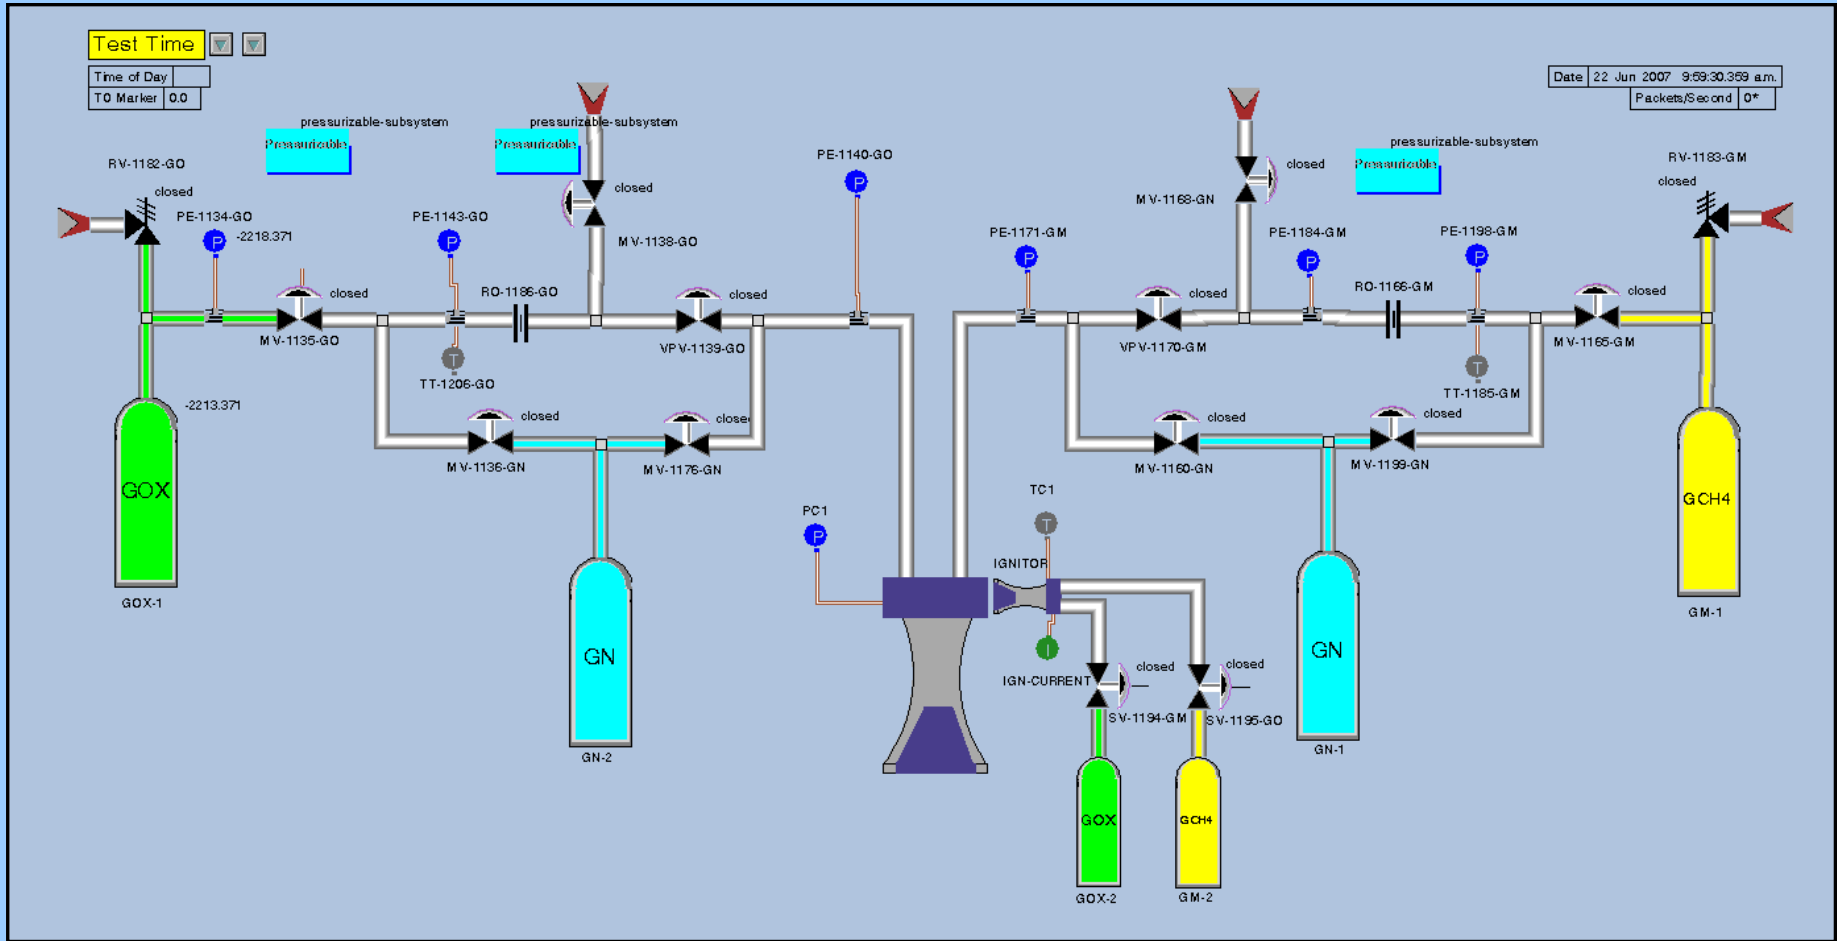 Test Time
Time of Day
T0 Marker 0.0
Date 22 Jun 2007 9:59:30.359 a.m.
Packets/Second 0*
pressurizable-subsystem
Pressurizable
pressurizable-subsystem
Pressurizable
pressurizable-subsystem
Pressurizable
RV-1182-GO
closed
PE-1134-GO
-2218.371
PE-1143-GO
closed
MV-1138-GO
PE-1140-GO
closed
MV-1168-GN
RV-1183-GM
closed
PE-1171-GM
PE-1184-GM
PE-1198-GM
closed
MV-1135-GO
RO-1186-GO
closed
VPV-1139-GO
closed
VPV-1170-GM
RO-1166-GM
closed
MV-1165-GM
TT-1206-GO
TT-1185-GM
-2213.371
closed
MV-1136-GN
closed
MV-1176-GN
closed
MV-1160-GN
closed
MV-1199-GN
GOX
GOX-1
GCH4
GM-1
PC1
P
TC1
T
IGNITOR
I
IGN-CURRENT
closed
SV-1194-GM
closed
SV-1195-GO
GN
GN-2
GN
GN-1
GOX
GOX-2
GCH4
GM-2
P
P
P
P
P
P
T
T